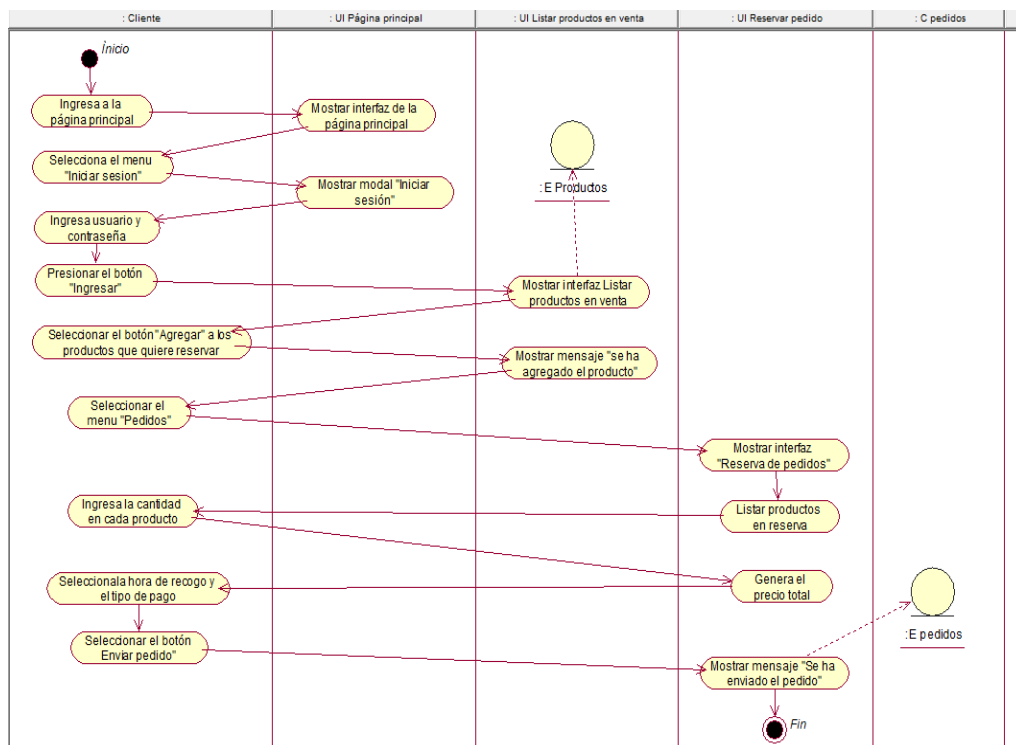 : Cliente
: UI Página principal
: UI Listar productos en venta
: UI Reservar pedido
: C pedidos
Ínicio
Ingresa a la
página principal
Mostrar interfaz de la
página principal
Selecciona el menu
"Iniciar sesion"
Mostrar modal "Iniciar
sesión"
: E Productos
Ingresa usuario y
contraseña
Presionar el botón
"Ingresar"
Mostrar interfaz Listar
productos en venta
Seleccionar el botón"Agregar" a los
productos que quiere reservar
Mostrar mensaje "se ha
agregado el producto"
Seleccionar el
menu "Pedidos"
Mostrar interfaz
"Reserva de pedidos"
Ingresa la cantidad
en cada producto
Listar productos
en reserva
Seleccionala hora de recogo y
el tipo de pago
Genera el
precio total
: E pedidos
Seleccionar el botón
Enviar pedido"
Mostrar mensaje "Se ha
enviado el pedido"
Fin